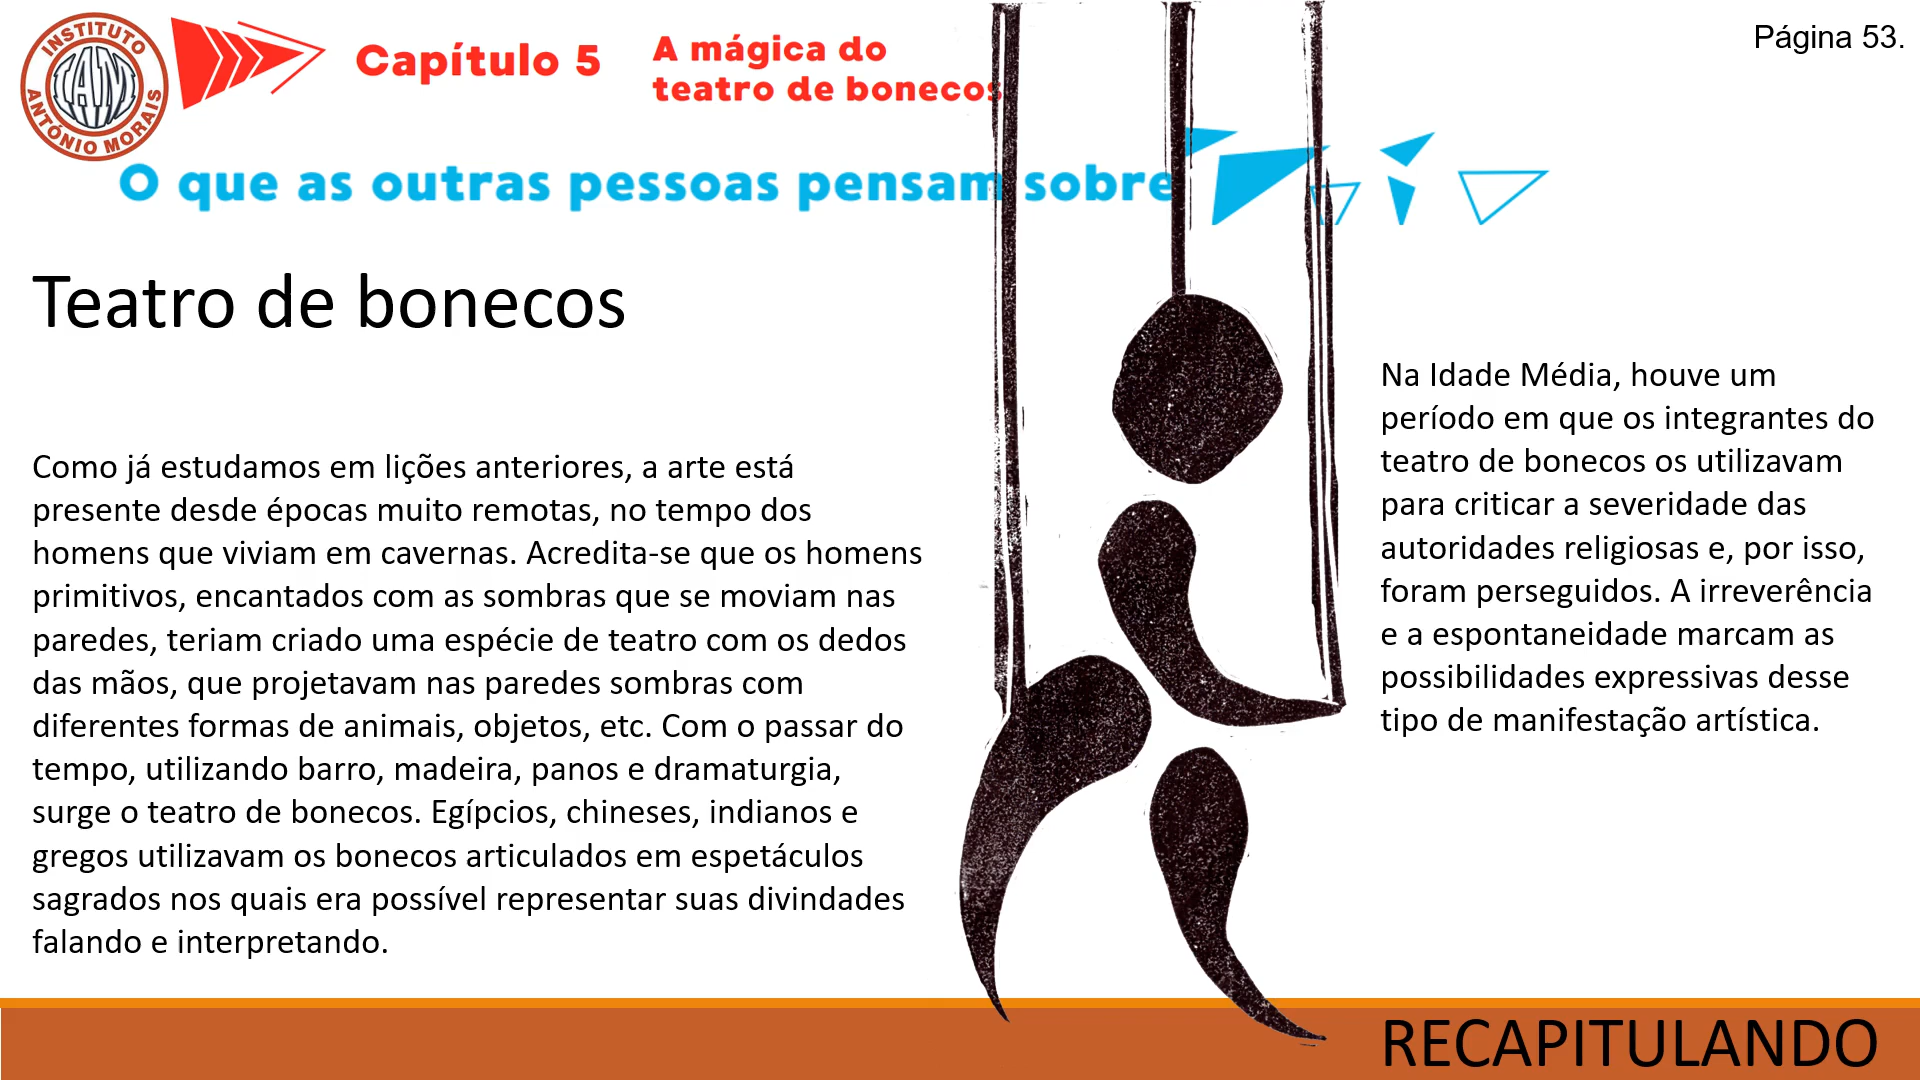 INSTITUTO
IAM
ANTÓNIO MORAIS
Capítulo 5
A mágica do
teatro de bonecos
Página 53.
O que as outras pessoas pensam sobre
Teatro de bonecos
Como já estudamos em lições anteriores, a arte está
presente desde épocas muito remotas, no tempo dos
homens que viviam em cavernas. Acredita-se que os homens
primitivos, encantados com as sombras que se moviam nas
paredes, teriam criado uma espécie de teatro com os dedos
das mãos, que projetavam nas paredes sombras com
diferentes formas de animais, objetos, etc. Com o passar do
tempo, utilizando barro, madeira, panos e dramaturgia,
surge o teatro de bonecos. Egípcios, chineses, indianos e
gregos utilizavam os bonecos articulados em espetáculos
sagrados nos quais era possível representar suas divindades
falando e interpretando.
Na Idade Média, houve um
período em que os integrantes do
teatro de bonecos os utilizavam
para criticar a severidade das
autoridades religiosas e, por isso,
foram perseguidos. A irreverência
e a espontaneidade marcam as
possibilidades expressivas desse
tipo de manifestação artística.
RECAPITULANDO